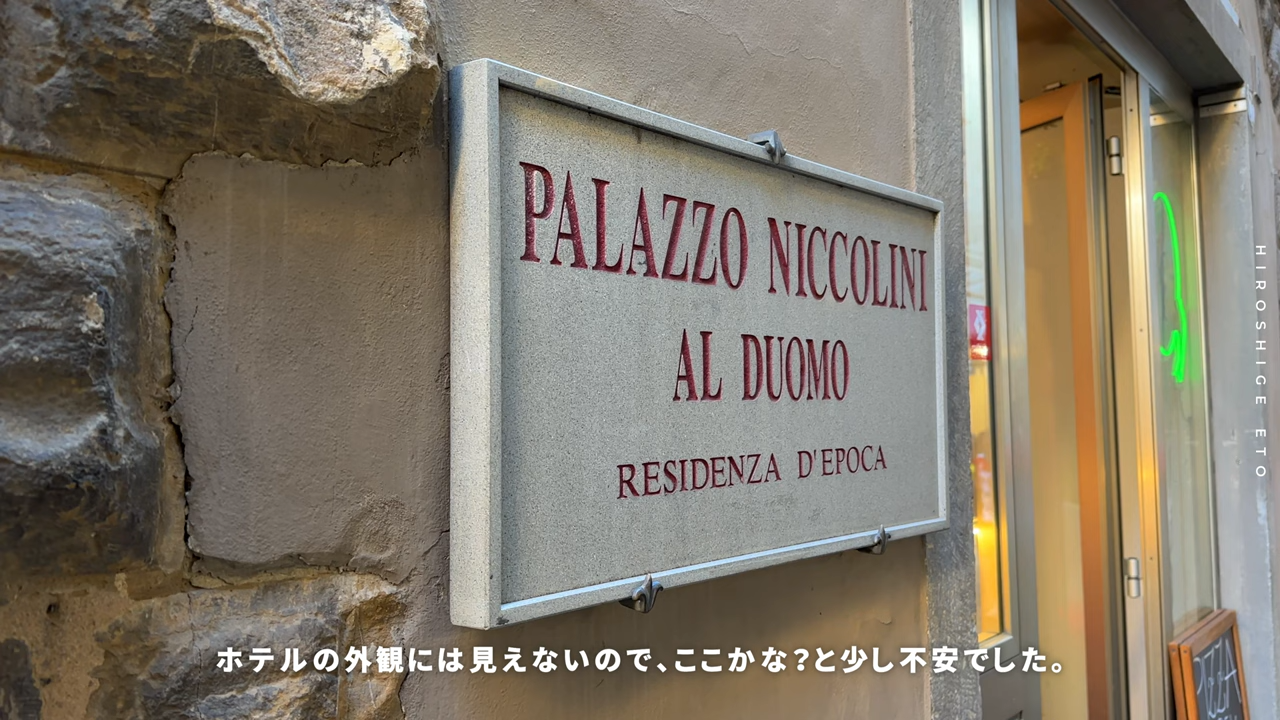 PALAZZO NICCOLINI
AL DUOMO
RESIDENZA D'EPOCA
HIROSHIGE ETO
PIZZA
ホテルの外観には見えないので、ここかな？と少し不安でした。